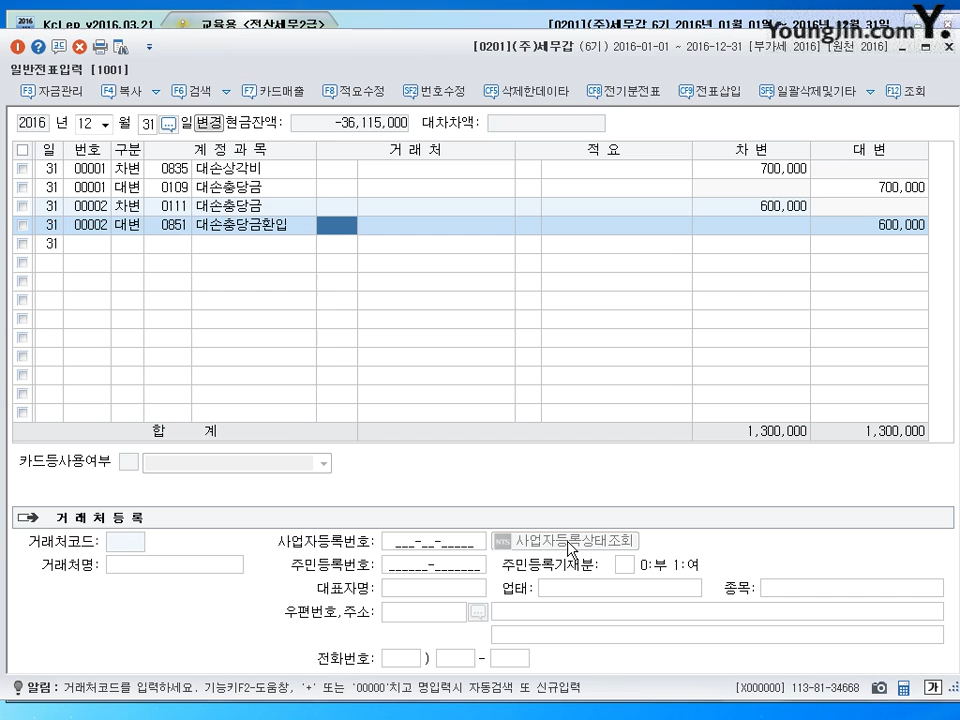 KcLep v2016.03.21 교육용 <전산세무2급> [0201](주)세무갑 6기 2016년01월01일~2016년12월31일
YoungJin.com Y.
[0201](주)세무갑 (6기) 2016-01-01 ~ 2016-12-31 [부가세 2016] [원천 2016]
일반전표입력 [1001]
F3 자금관리 F4 복사 F6 검색 F7 카드매출 F8 적요수정 SF2 번호수정 CF5 삭제한데이타 CF8 전기분전표 CF9 전표삽입 SF5 일괄삭제및기타 F12 조회
2016 년 12 월 31 일 변경 현금잔액: -36,115,000 대차차액:
일 번호 구분 계 정 과 목 거 래 처 적 요 차 변 대 변
31 00001 차변 0835 대손상각비 700,000
31 00001 대변 0109 대손충당금 700,000
31 00002 차변 0111 대손충당금 600,000
31 00002 대변 0851 대손충당금환입 600,000
31
합 계 1,300,000 1,300,000
카드등사용여부
거 래 처 등 록
거래처코드: 사업자등록번호: ___-__-_____ NTS 사업자등록상태조회
거래처명: 주민등록번호: ______-_______ 주민등록기재분: 0:부 1:여
대표자명: 업태: 종목:
우편번호,주소:
전화번호: ) -
알림 : 거래처코드를 입력하세요. 기능키F2-도움창, '+' 또는 '00000'치고 명입력시 자동검색 또 신규입력 [X000000] 113-81-34668 가